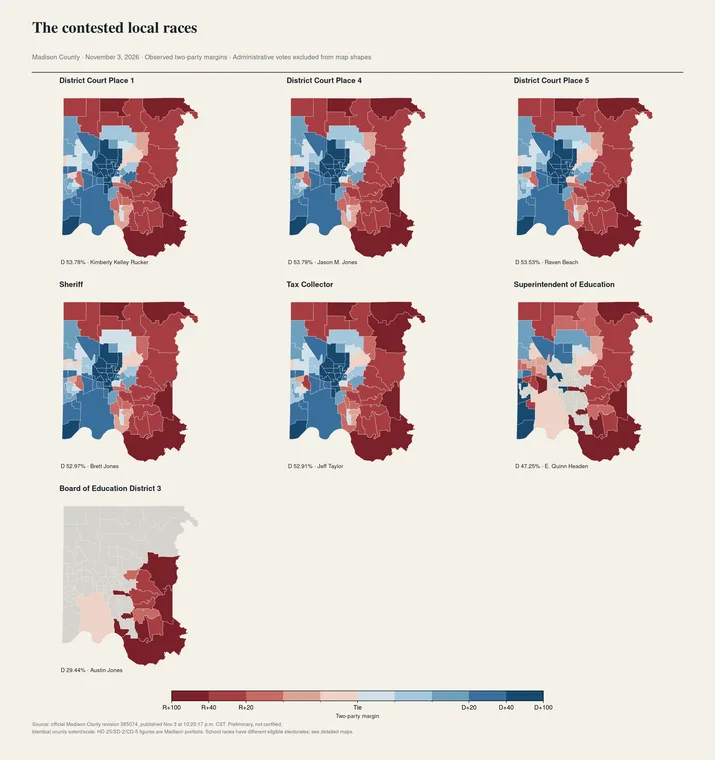 The contested local races
Madison County · November 3, 2026 · Observed two-party margins · Administrative votes excluded from map shapes
District Court Place 1
District Court Place 4
District Court Place 5
D 53.78% · Kimberly Kelley Rucker
D 53.79% · Jason M. Jones
D 53.53% · Raven Beach
Sheriff
Tax Collector
Superintendent of Education
D 52.97% · Brett Jones
D 52.91% · Jeff Taylor
D 47.25% · E. Quinn Headen
Board of Education District 3
D 29.44% · Austin Jones
R+100 R+40 R+20 Tie D+20 D+40 D+100
Two-party margin
Source: official Madison Clarity revision 385074, published Nov 3 at 10:20:17 p.m. CST. Preliminary, not certified.
Identical county extent/scale. HD-25/SD-2/CD-5 figures are Madison portions. School races have different eligible electorates; see detailed maps.